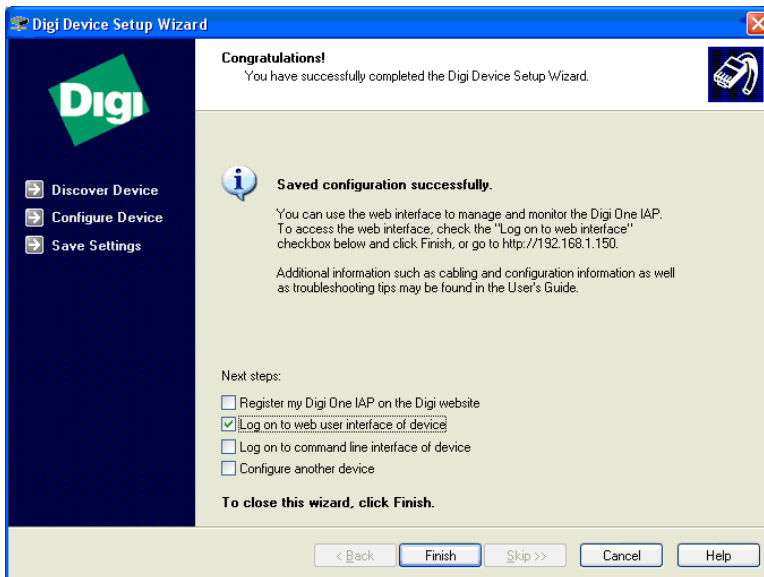 Digi Device Setup Wizard
Congratulations!
You have successfully completed the Digi Device Setup Wizard.
Digi
Discover Device
Configure Device
Save Settings
Saved configuration successfully.
You can use the web interface to manage and monitor the Digi One IAP.
To access the web interface, check the "Log on to web interface"
checkbox below and click Finish, or go to http://192.168.1.150.
Additional information such as cabling and configuration information as well
as troubleshooting tips may be found in the User's Guide.
Next steps:
Register my Digi One IAP on the Digi website
Log on to web user interface of device
Log on to command line interface of device
Configure another device
To close this wizard, click Finish.
< Back Finish Skip >> Cancel Help